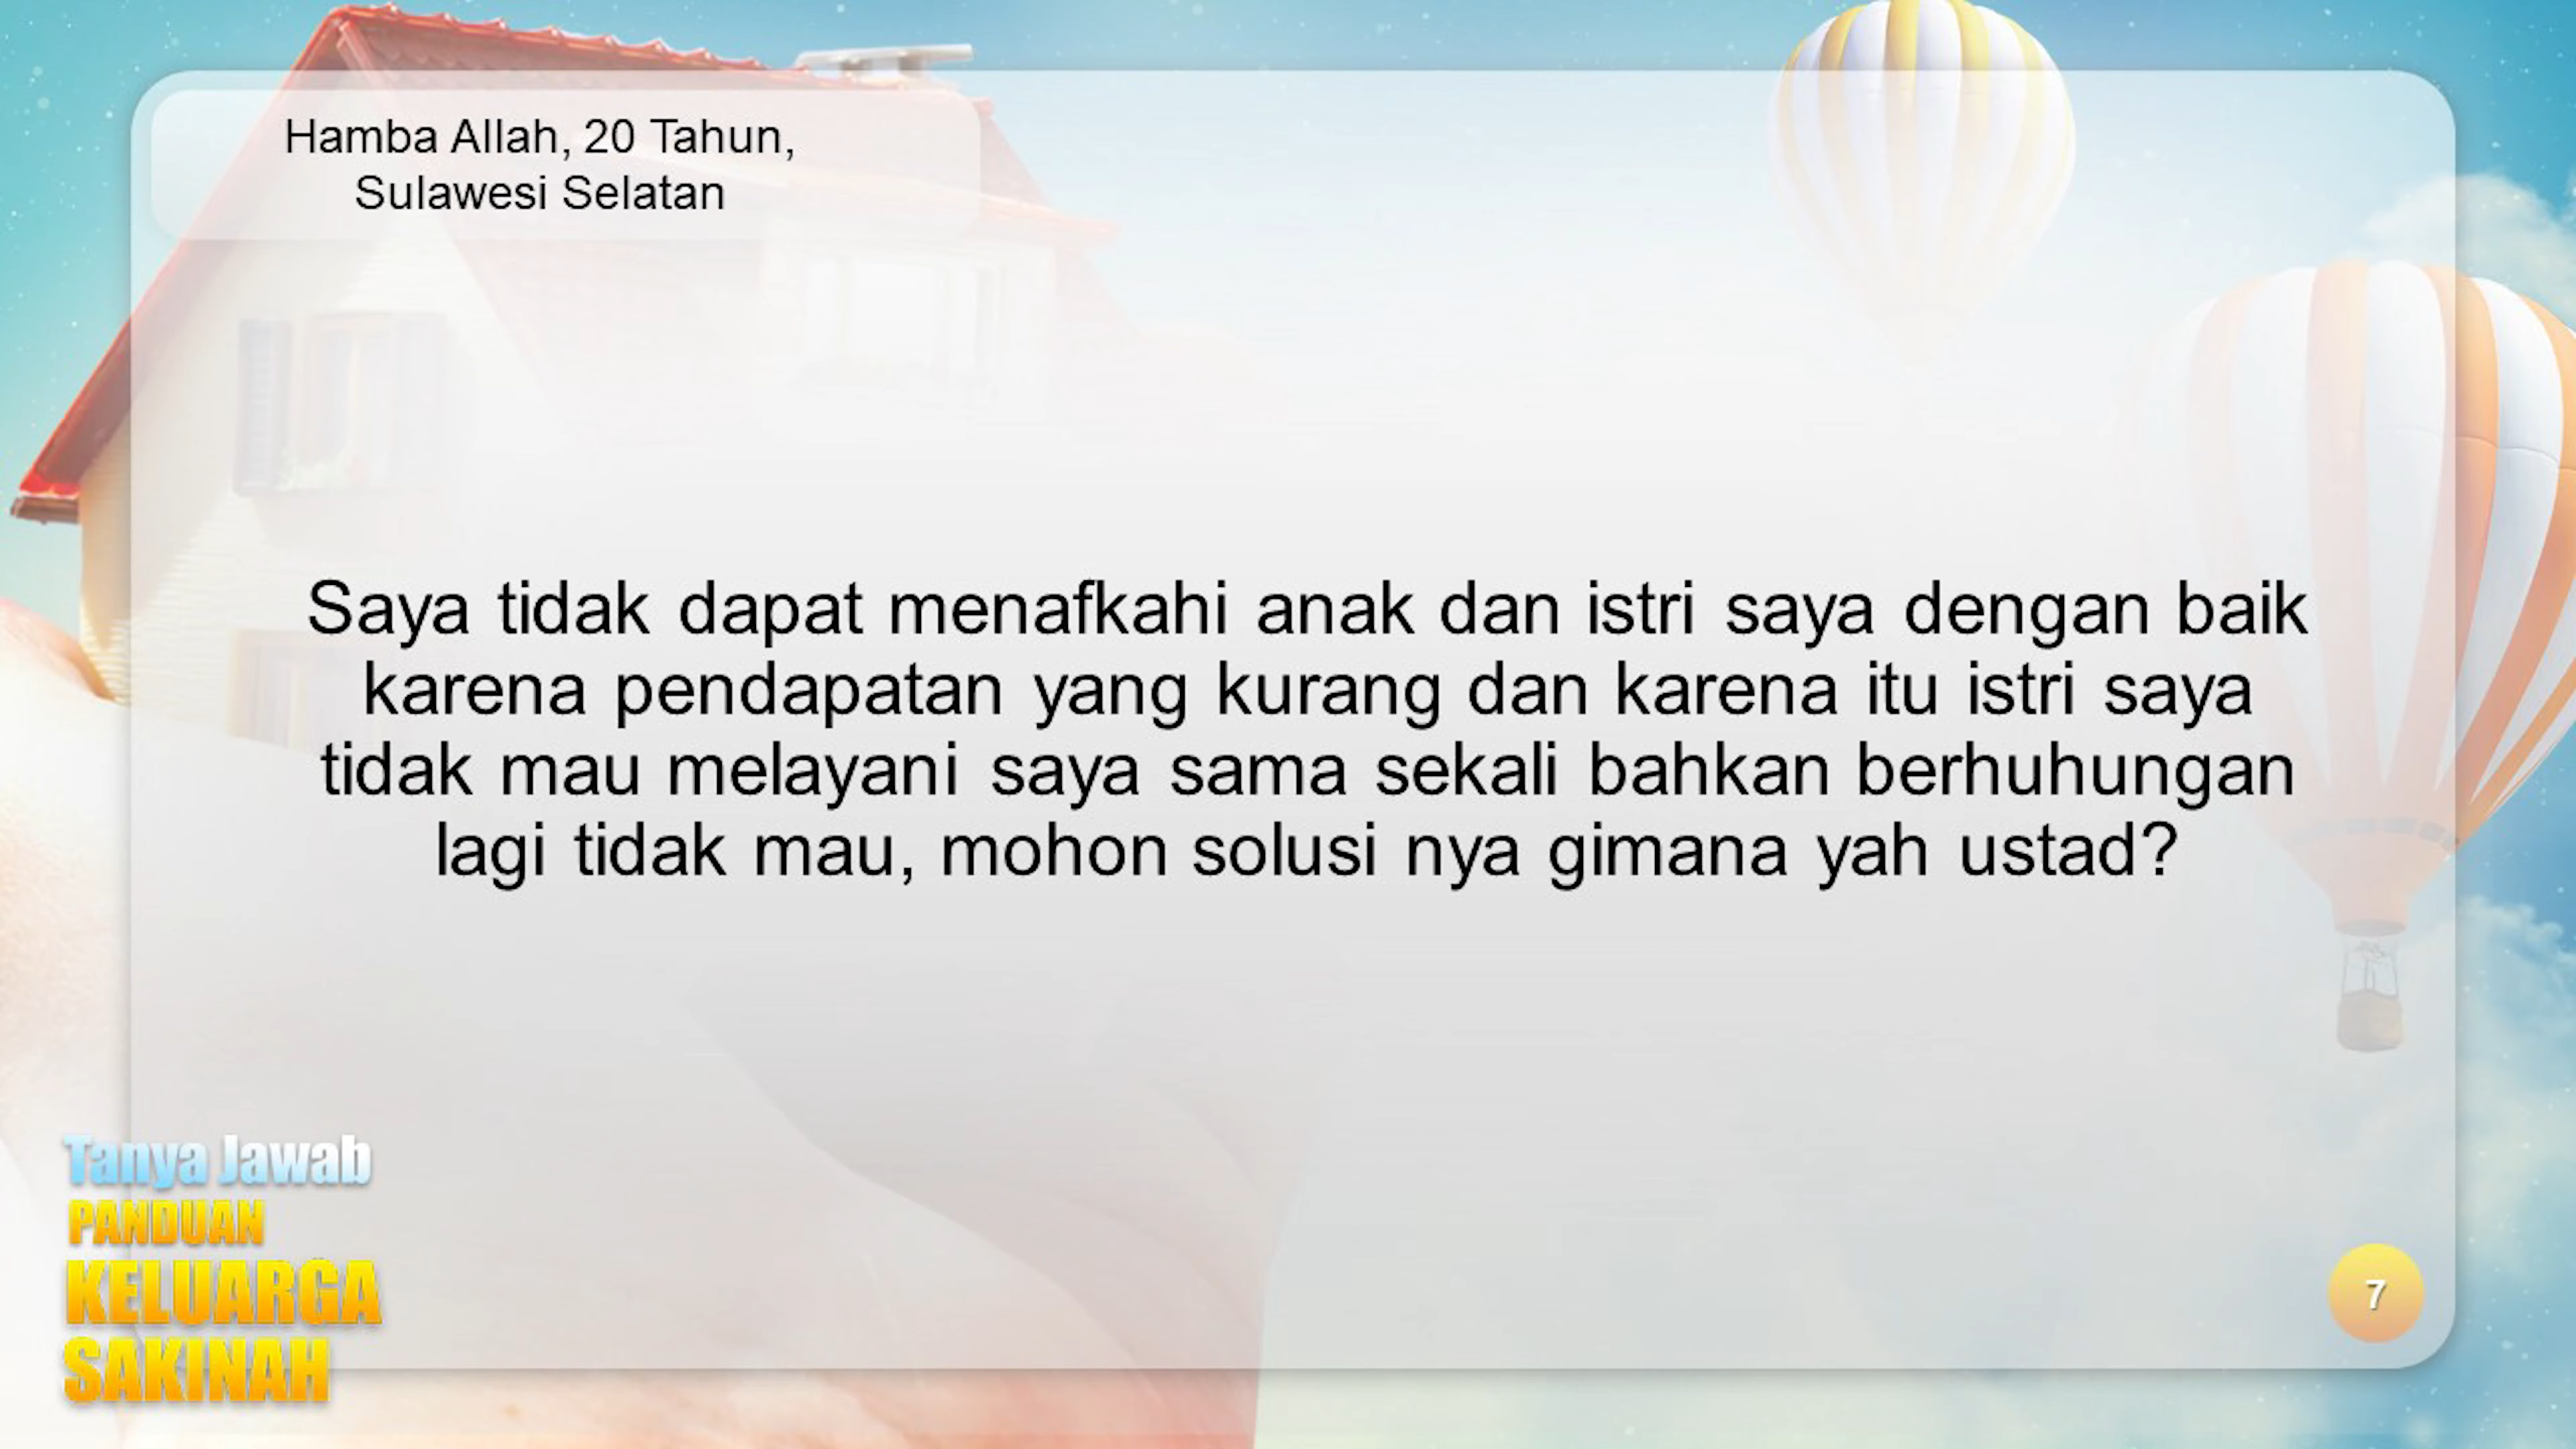 Hamba Allah, 20 Tahun,
Sulawesi Selatan
Saya tidak dapat menafkahi anak dan istri saya dengan baik
karena pendapatan yang kurang dan karena itu istri saya
tidak mau melayani saya sama sekali bahkan berhuhungan
lagi tidak mau, mohon solusi nya gimana yah ustad?
Tanya Jawab
PANDUAN
KELUARGA
SAKINAH
7